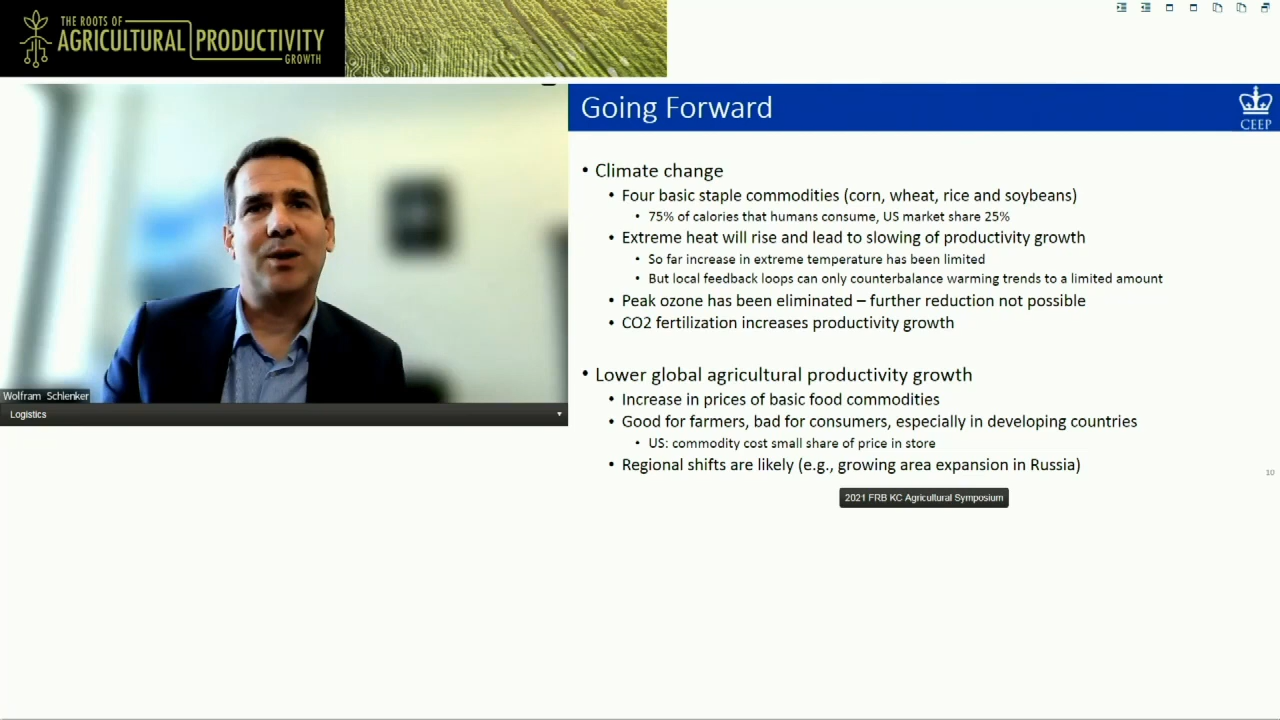 THE ROOTS OF
AGRICULTURAL PRODUCTIVITY
GROWTH
Going Forward
CEEP
• Climate change
• Four basic staple commodities (corn, wheat, rice and soybeans)
• 75% of calories that humans consume, US market share 25%
• Extreme heat will rise and lead to slowing of productivity growth
• So far increase in extreme temperature has been limited
• But local feedback loops can only counterbalance warming trends to a limited amount
• Peak ozone has been eliminated – further reduction not possible
• CO2 fertilization increases productivity growth
• Lower global agricultural productivity growth
• Increase in prices of basic food commodities
• Good for farmers, bad for consumers, especially in developing countries
• US: commodity cost small share of price in store
• Regional shifts are likely (e.g., growing area expansion in Russia)
10
2021 FRB KC Agricultural Symposium
Wolfram Schlenker
Logistics